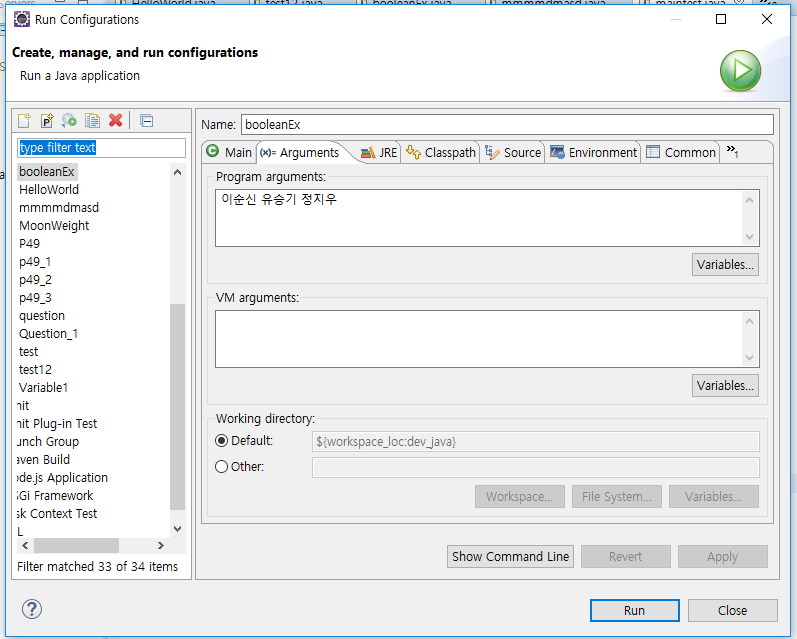 Run Configurations
Create, manage, and run configurations
Run a Java application
type filter text
booleanEx
HelloWorld
mmmmdmasd
MoonWeight
P49
p49_1
p49_2
p49_3
question
Question_1
test
test12
Variable1
nit
nit Plug-in Test
unch Group
aven Build
de.js Application
Gi Framework
sk Context Test
L
Filter matched 33 of 34 items
Name: booleanEx
Main (x)= Arguments JRE Classpath Source Environment Common »1
Program arguments:
이순신 유승기 정지우
Variables...
VM arguments:
Variables...
Working directory:
Default: ${workspace_loc:dev_java}
Other:
Workspace... File System... Variables...
Show Command Line Revert Apply
Run Close